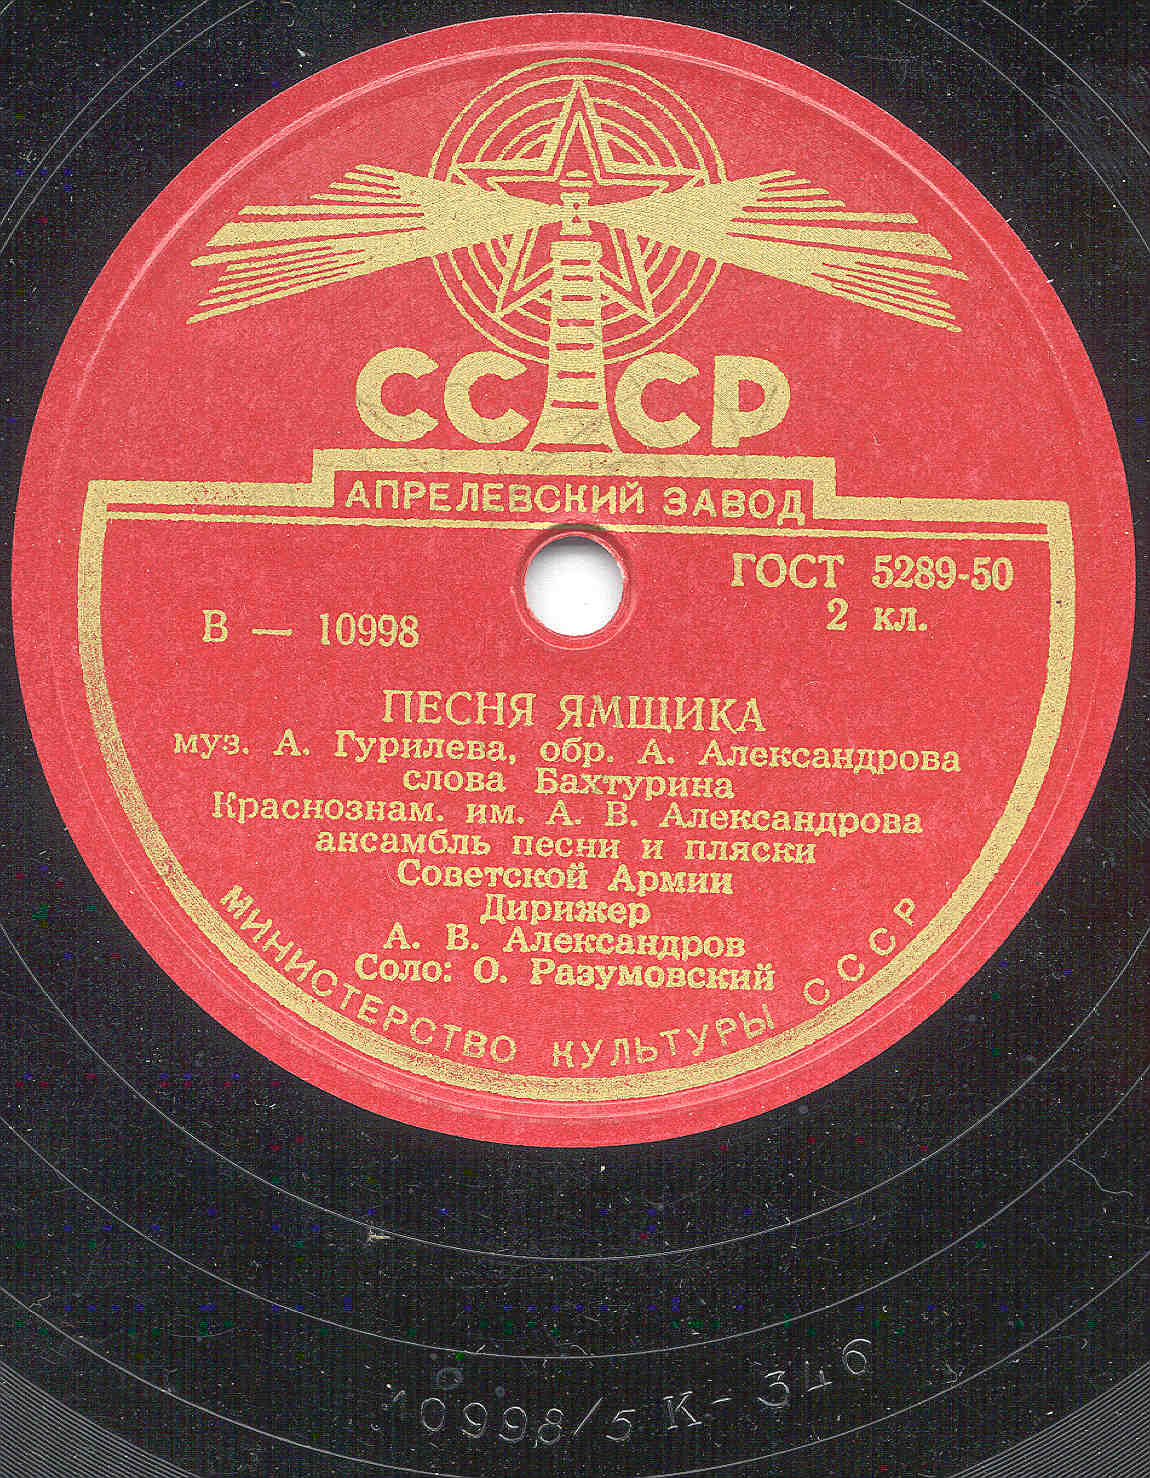 СССР
АПРЕЛЕВСКИЙ ЗАВОД
ГОСТ 5289-50
2 кл.
В — 10998
ПЕСНЯ ЯМЩИКА
муз. А. Гурилева, обр. А. Александрова
слова Бахтурина
Краснознам. им. А. В. Александрова
ансамбль песни и пляски
Советской Армии
Дирижер
А. В. Александров
Соло: О. Разумовский
МИНИСТЕРСТВО КУЛЬТУРЫ СССР
10998/5 К-346